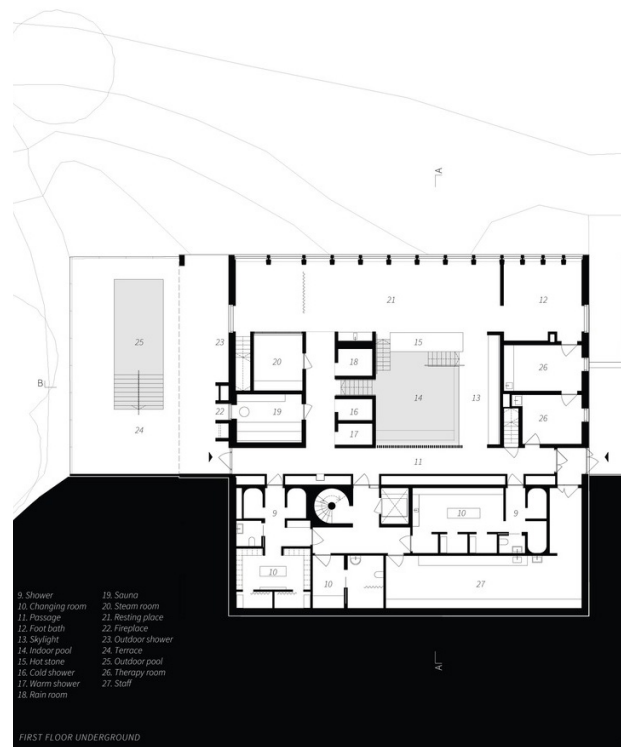 A
21
12
15
23
25
20
18
26
13
14
B
22
19
16
26
24
17
11
9
10
9
10
10
27
9. Shower
10. Changing room
11. Passage
12. Foot bath
13. Skylight
14. Indoor pool
15. Hot stone
16. Cold shower
17. Warm shower
18. Rain room
19. Sauna
20. Steam room
21. Resting place
22. Fireplace
23. Outdoor shower
24. Terrace
25. Outdoor pool
26. Therapy room
27. Staff
A
FIRST FLOOR UNDERGROUND